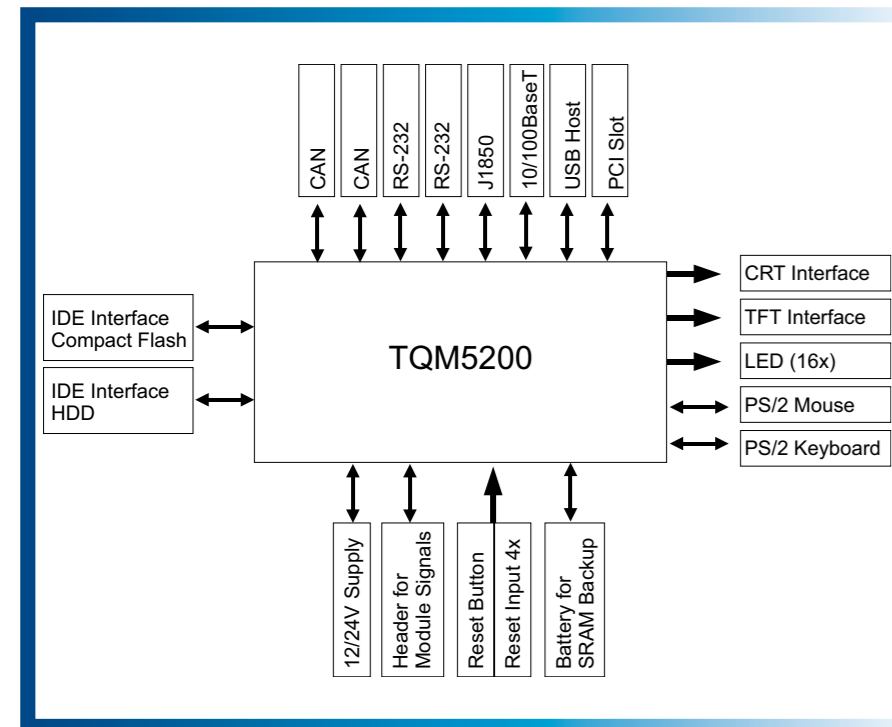 CAN
CAN
RS-232
RS-232
J1850
10/100BaseT
USB Host
PCI Slot
IDE Interface
Compact Flash
IDE Interface
HDD
TQM5200
CRT Interface
TFT Interface
LED (16x)
PS/2 Mouse
PS/2 Keyboard
12/24V Supply
Header for
Module Signals
Reset Button
Reset Input 4x
Battery for
SRAM Backup